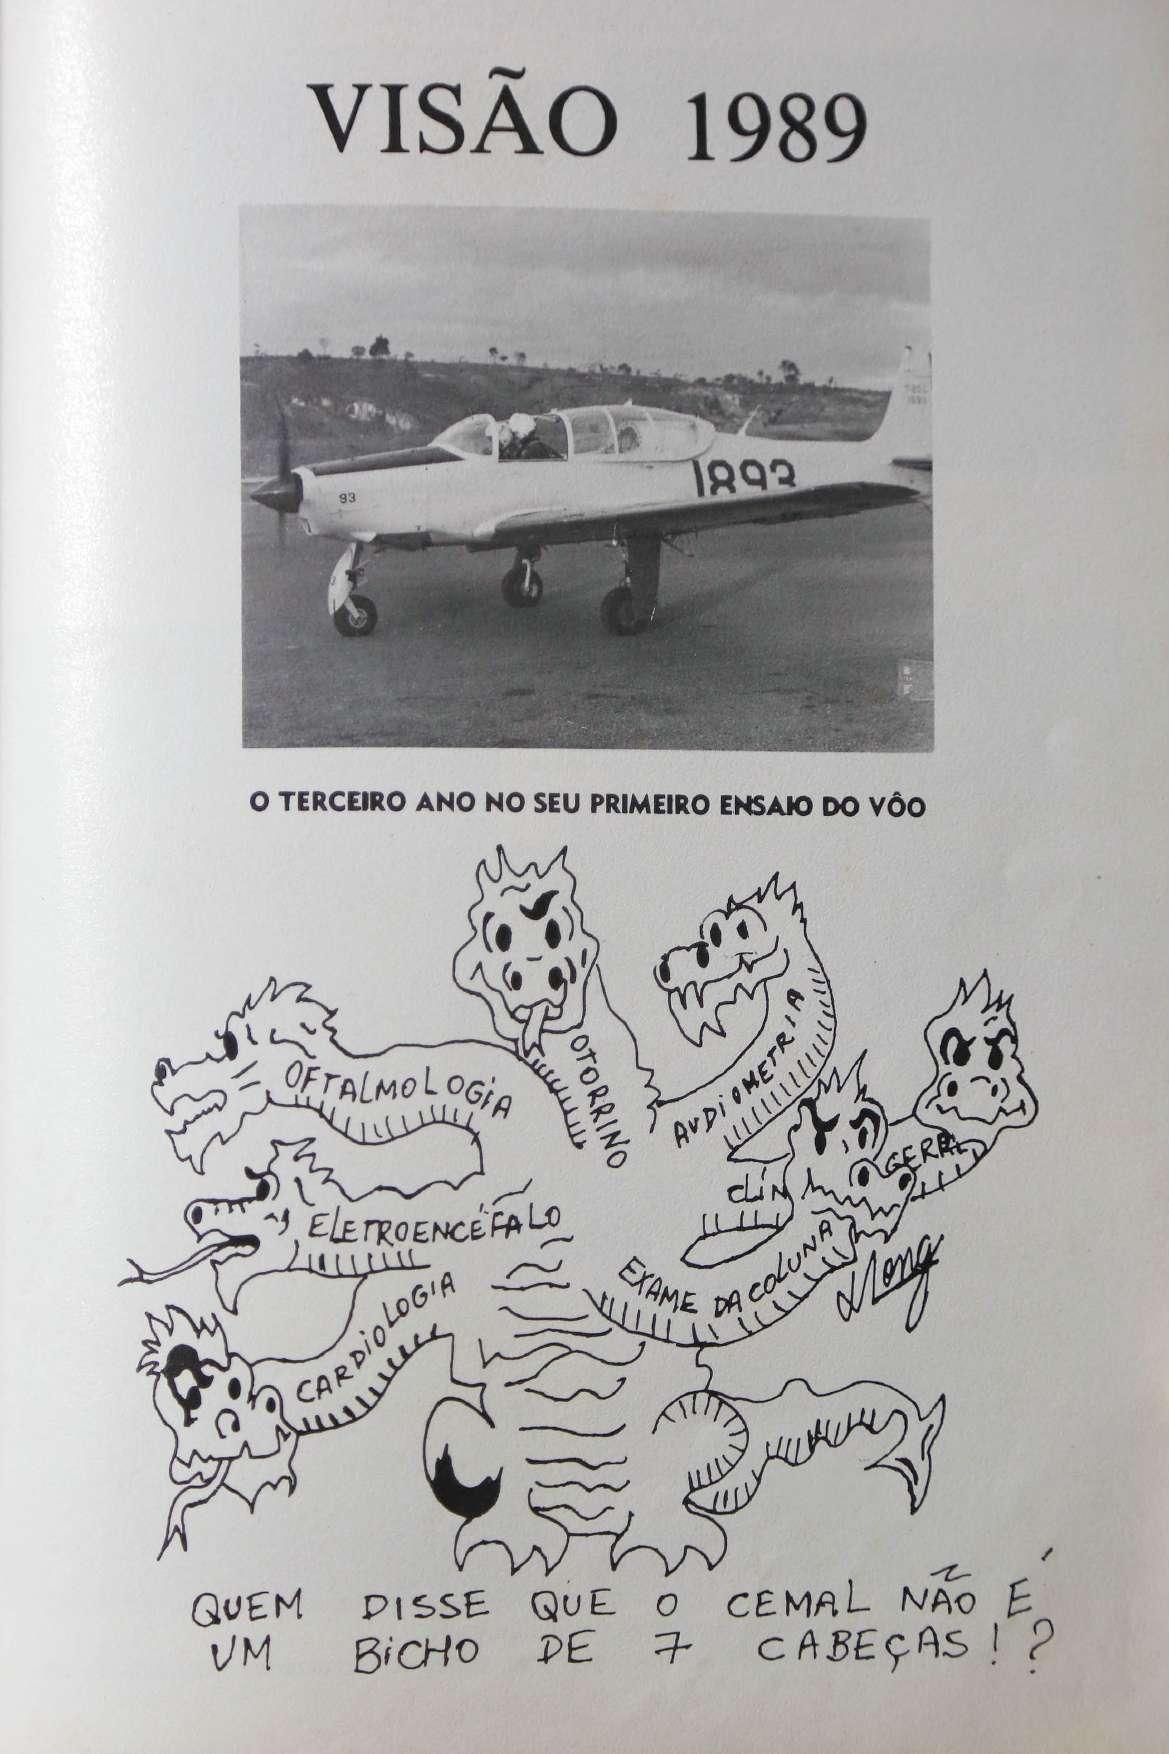 VISÃO 1989
93
1893
O TERCEIRO ANO NO SEU PRIMEIRO ENSAIO DO VÔO
OFTALMOLOGIA
OTORRINO
AUDIOMETRIA
CLÍN
GERAL
ELETROENCÉFALO
EXAME DA COLUNA
CARDIOLOGIA
QUEM DISSE QUE O CEMAL NÃO É
UM BICHO DE 7 CABEÇAS!?